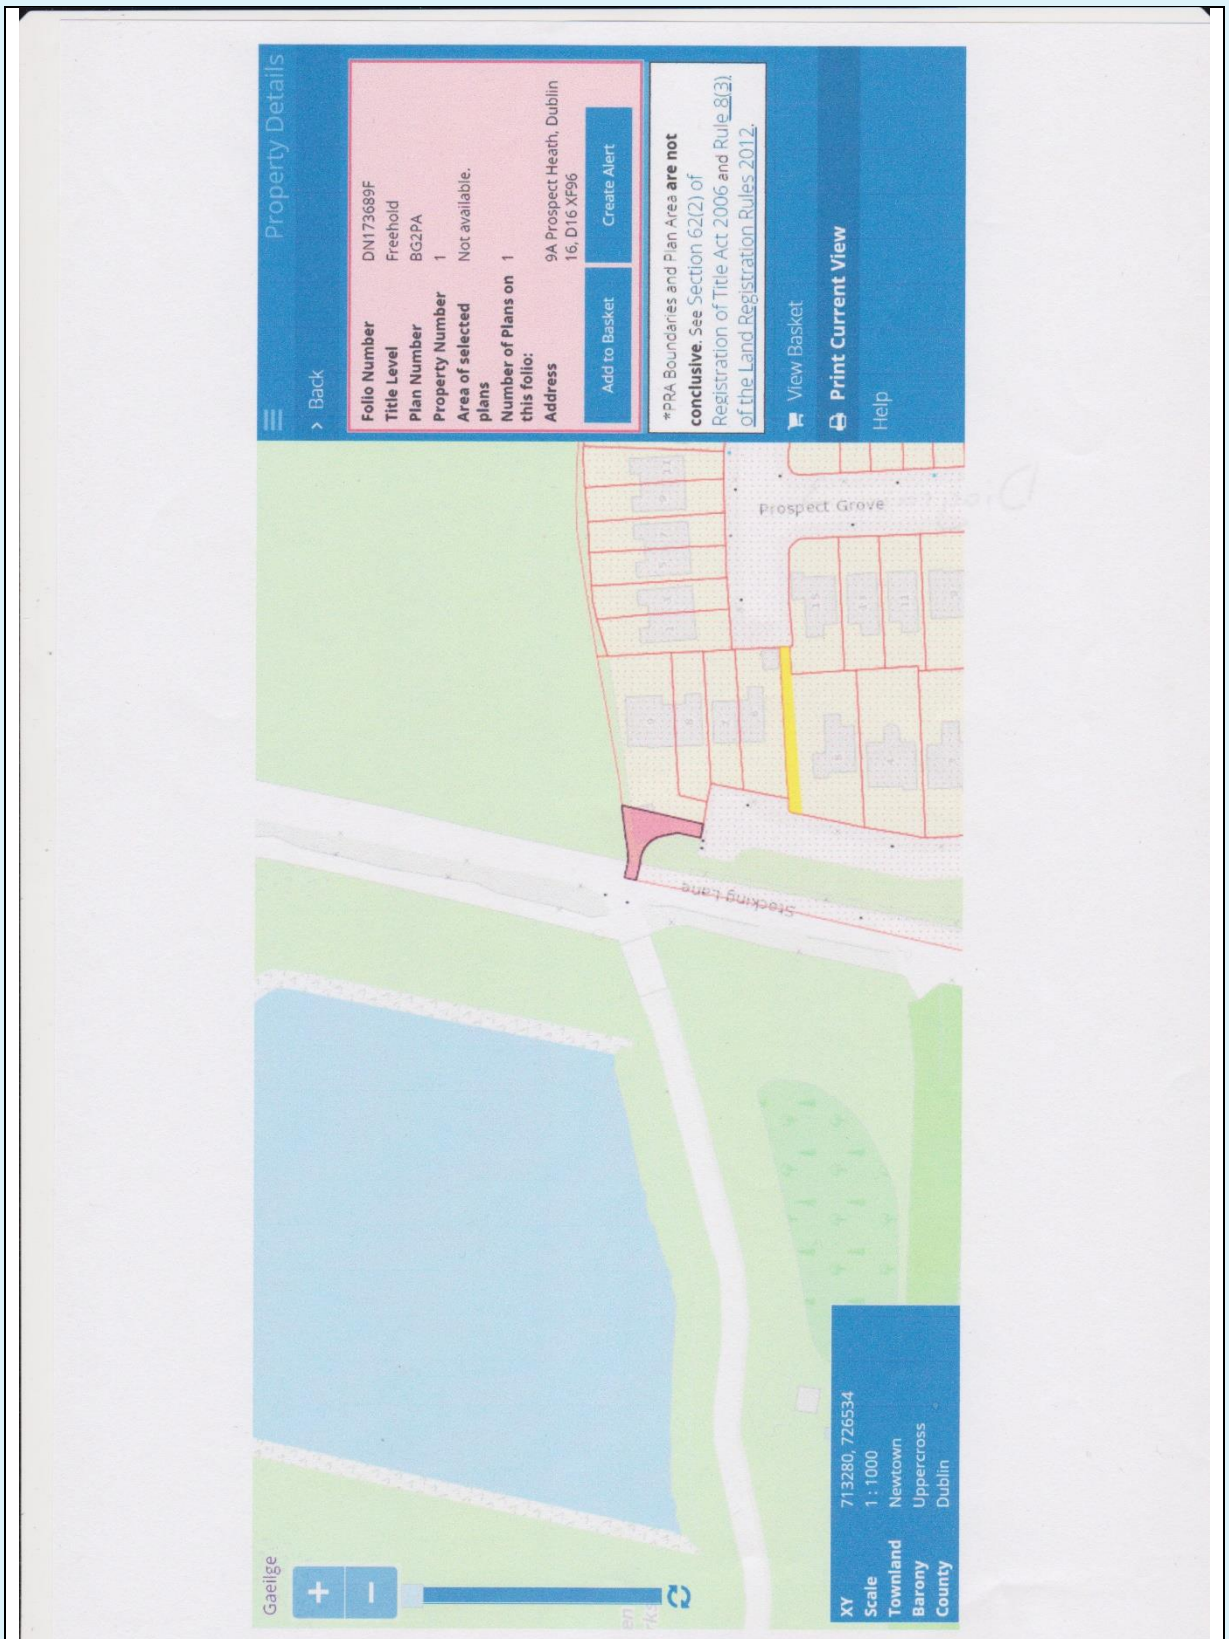 Property Details
Back
Folio Number DN173689F
Title Level Freehold
Plan Number BG2PA
Property Number 1
Area of selected Not available.
plans
Number of Plans on 1
this folio:
Address 9A Prospect Heath, Dublin
16, D16 XF96
Add to Basket Create Alert
*PRA Boundaries and Plan Area are not
conclusive. See Section 62(2) of
Registration of Title Act 2006 and Rule 8(3)
of the Land Registration Rules 2012.
View Basket
Print Current View
Help
Prospect Grove
Stocking Lane
Gaeilge
+
−
XY 713280, 726534
Scale 1 : 1000
Townland Newtown
Barony Uppercross
County Dublin